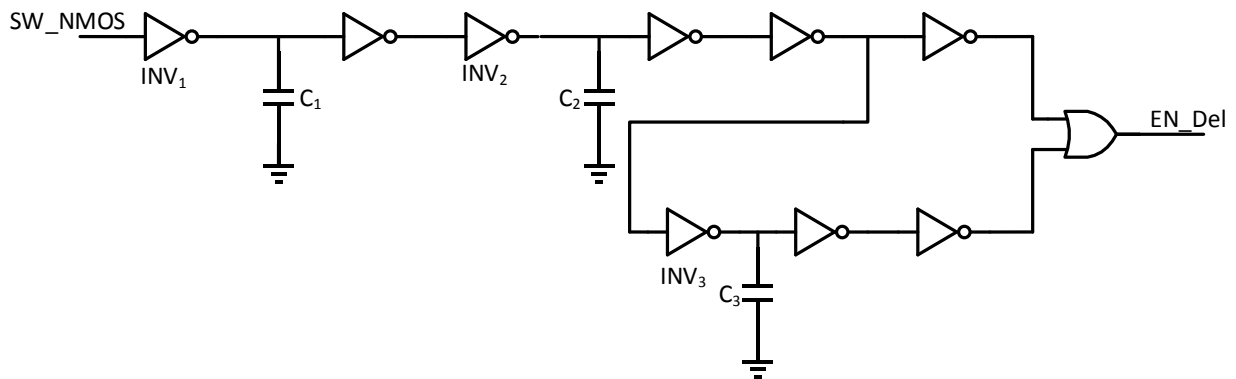 SW_NMOS
INV₁
C₁
INV₂
C₂
EN_Del
INV₃
C₃